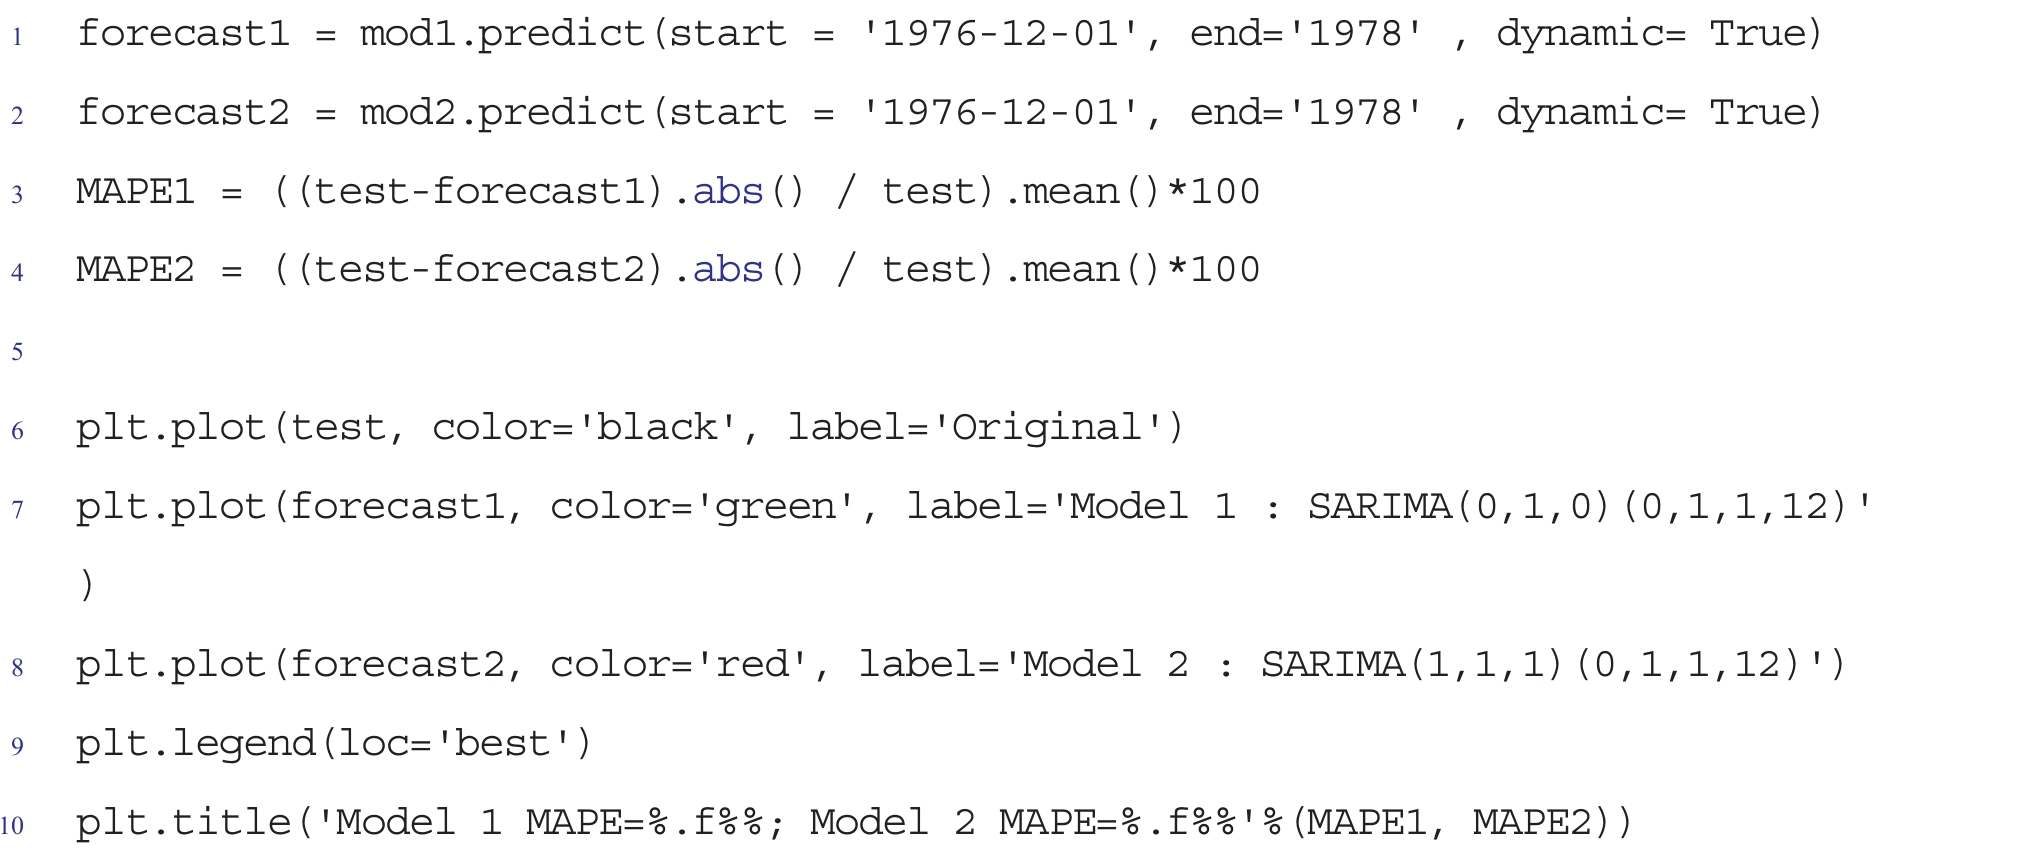 1 forecast1 = mod1.predict(start = '1976-12-01', end='1978' , dynamic= True)
2 forecast2 = mod2.predict(start = '1976-12-01', end='1978' , dynamic= True)
3 MAPE1 = ((test-forecast1).abs() / test).mean()*100
4 MAPE2 = ((test-forecast2).abs() / test).mean()*100
5
6 plt.plot(test, color='black', label='Original')
7 plt.plot(forecast1, color='green', label='Model 1 : SARIMA(0,1,0)(0,1,1,12)'
)
8 plt.plot(forecast2, color='red', label='Model 2 : SARIMA(1,1,1)(0,1,1,12)')
9 plt.legend(loc='best')
10 plt.title('Model 1 MAPE=%.f%%; Model 2 MAPE=%.f%%'%(MAPE1, MAPE2))